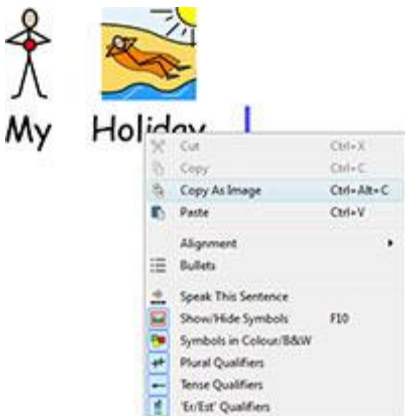 My Holiday
Cut Ctrl+X
Copy Ctrl+C
Copy As Image Ctrl+Alt+C
Paste Ctrl+V
Alignment
Bullets
Speak This Sentence
Show/Hide Symbols F10
Symbols in Colour/B&W
Plural Qualifiers
Tense Qualifiers
'Er/Est' Qualifiers